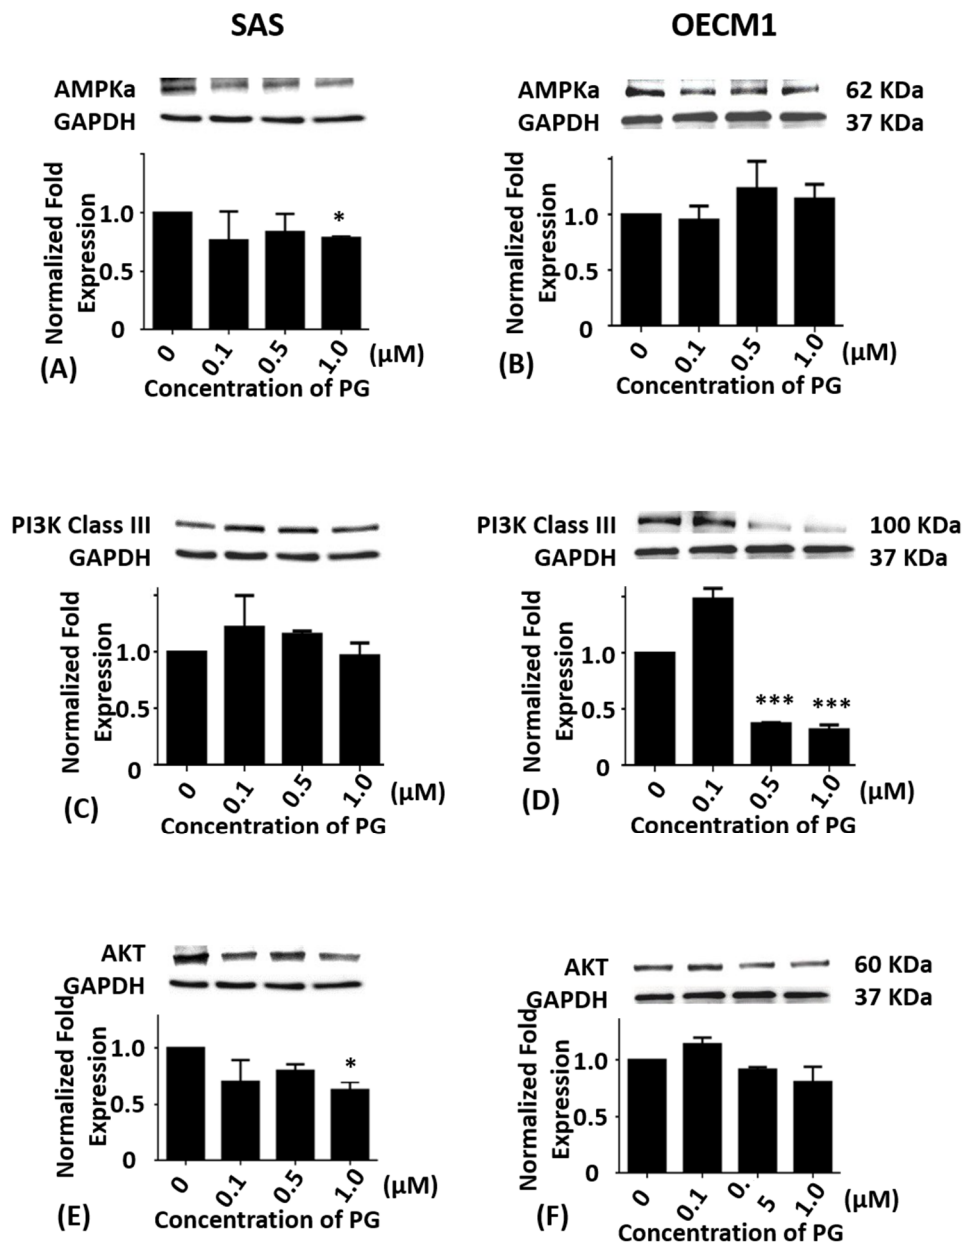 SAS
OECM1
AMPKa
GAPDH
Normalized Fold
Expression
1.0
0.5
0
*
0
0.1
0.5
1.0
(µM)
(A)
Concentration of PG
AMPKa
62 KDa
GAPDH
37 KDa
Normalized Fold
Expression
1.0
0.5
0
0
0.1
0.5
1.0
(µM)
(B)
Concentration of PG
PI3K Class III
GAPDH
Normalized Fold
Expression
1.0
0.5
0
0
0.1
0.5
1.0
(µM)
(C)
Concentration of PG
PI3K Class III
100 KDa
GAPDH
37 KDa
Normalized Fold
Expression
1.0
0.5
0
***
***
0
0.1
0.5
1.0
(µM)
(D)
Concentration of PG
AKT
GAPDH
Normalized Fold
Expression
1.0
0.5
0
*
0
0.1
0.5
1.0
(µM)
(E)
Concentration of PG
AKT
60 KDa
GAPDH
37 KDa
Normalized Fold
Expression
1.0
0.5
0
0
0.1
0.
5
1.0
(µM)
(F)
Concentration of PG